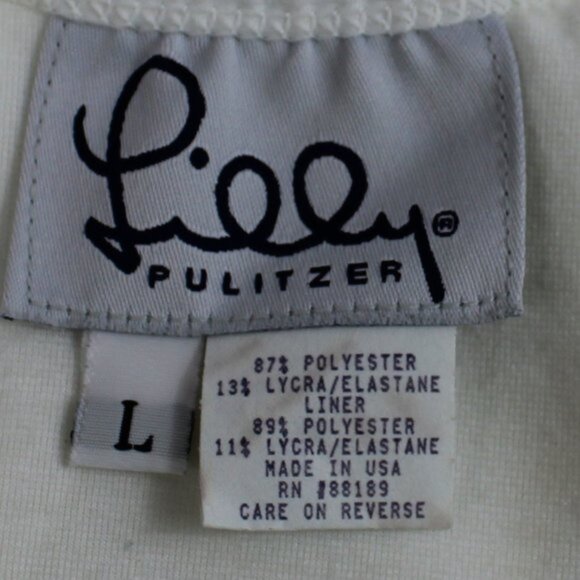 Lilly®
PULITZER
L
87% POLYESTER
13% LYCRA/ELASTANE
LINER
89% POLYESTER
11% LYCRA/ELASTANE
MADE IN USA
RN #88189
CARE ON REVERSE